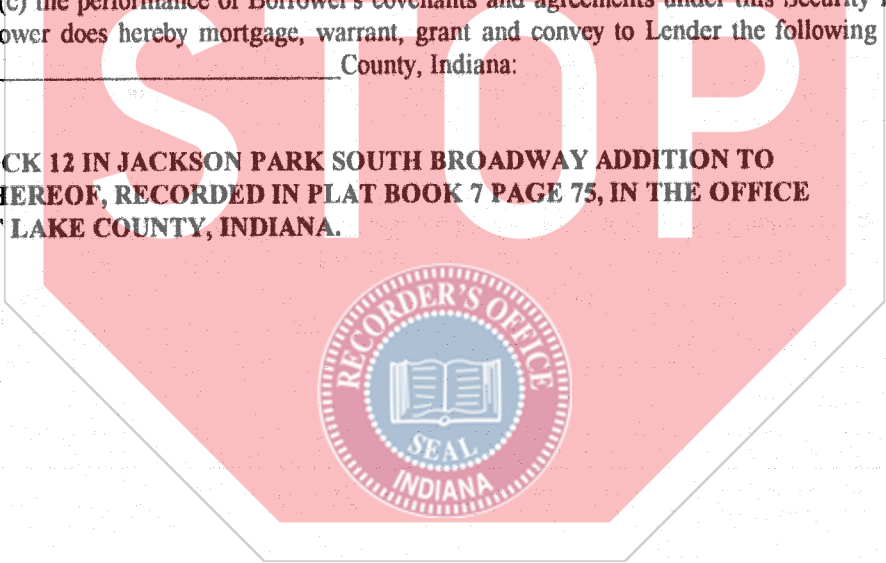 (c) the performance of Borrower's covenants and agreements under this Security
ower does hereby mortgage, warrant, grant and convey to Lender the following
County, Indiana:
CK 12 IN JACKSON PARK SOUTH BROADWAY ADDITION TO
HEREOF, RECORDED IN PLAT BOOK 7 PAGE 75, IN THE OFFICE
LAKE COUNTY, INDIANA.
STOP
RECORDER'S OFFICE
SEAL
INDIANA